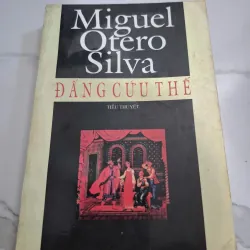 Miguel
Otero
Silva
ĐẤNG CỨU THẾ
TIỂU THUYẾT